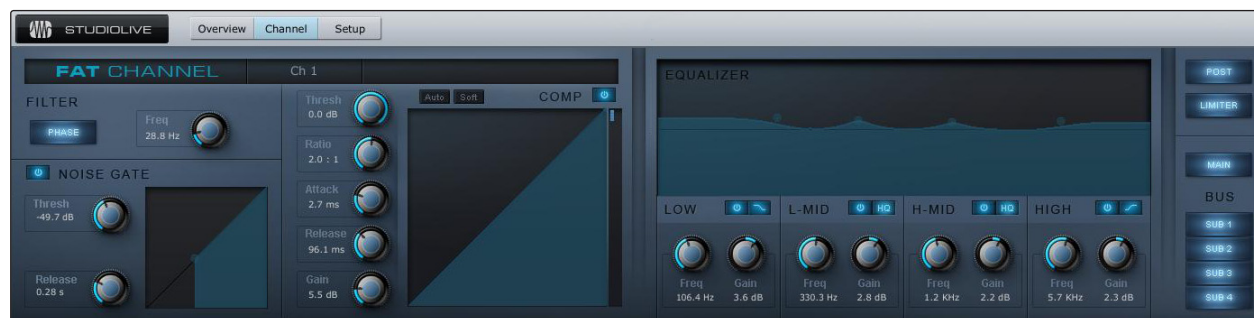 STUDIOLIVE
Overview
Channel
Setup
FAT CHANNEL
Ch 1
FILTER
PHASE
Freq
28.8 Hz
NOISE GATE
Thresh
-49.7 dB
Release
0.28 s
Thresh
0.0 dB
Ratio
2.0 : 1
Attack
2.7 ms
Release
96.1 ms
Gain
5.5 dB
Auto
Soft
COMP
EQUALIZER
LOW
Freq
106.4 Hz
Gain
3.6 dB
L-MID
HQ
Freq
330.3 Hz
Gain
2.8 dB
H-MID
HQ
Freq
1.2 KHz
Gain
2.2 dB
HIGH
Freq
5.7 KHz
Gain
2.3 dB
POST
LIMITER
MAIN
BUS
SUB 1
SUB 2
SUB 3
SUB 4